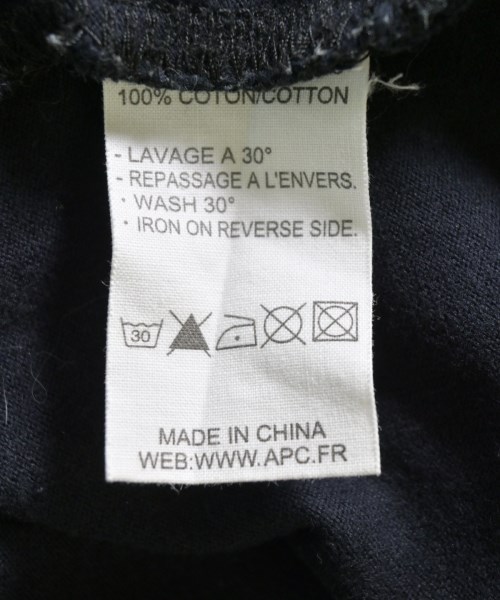 100% COTON/COTTON
- LAVAGE A 30°
- REPASSAGE A L'ENVERS.
· WASH 30°
· IRON ON REVERSE SIDE.
30
MADE IN CHINA
WEB:WWW.APC.FR